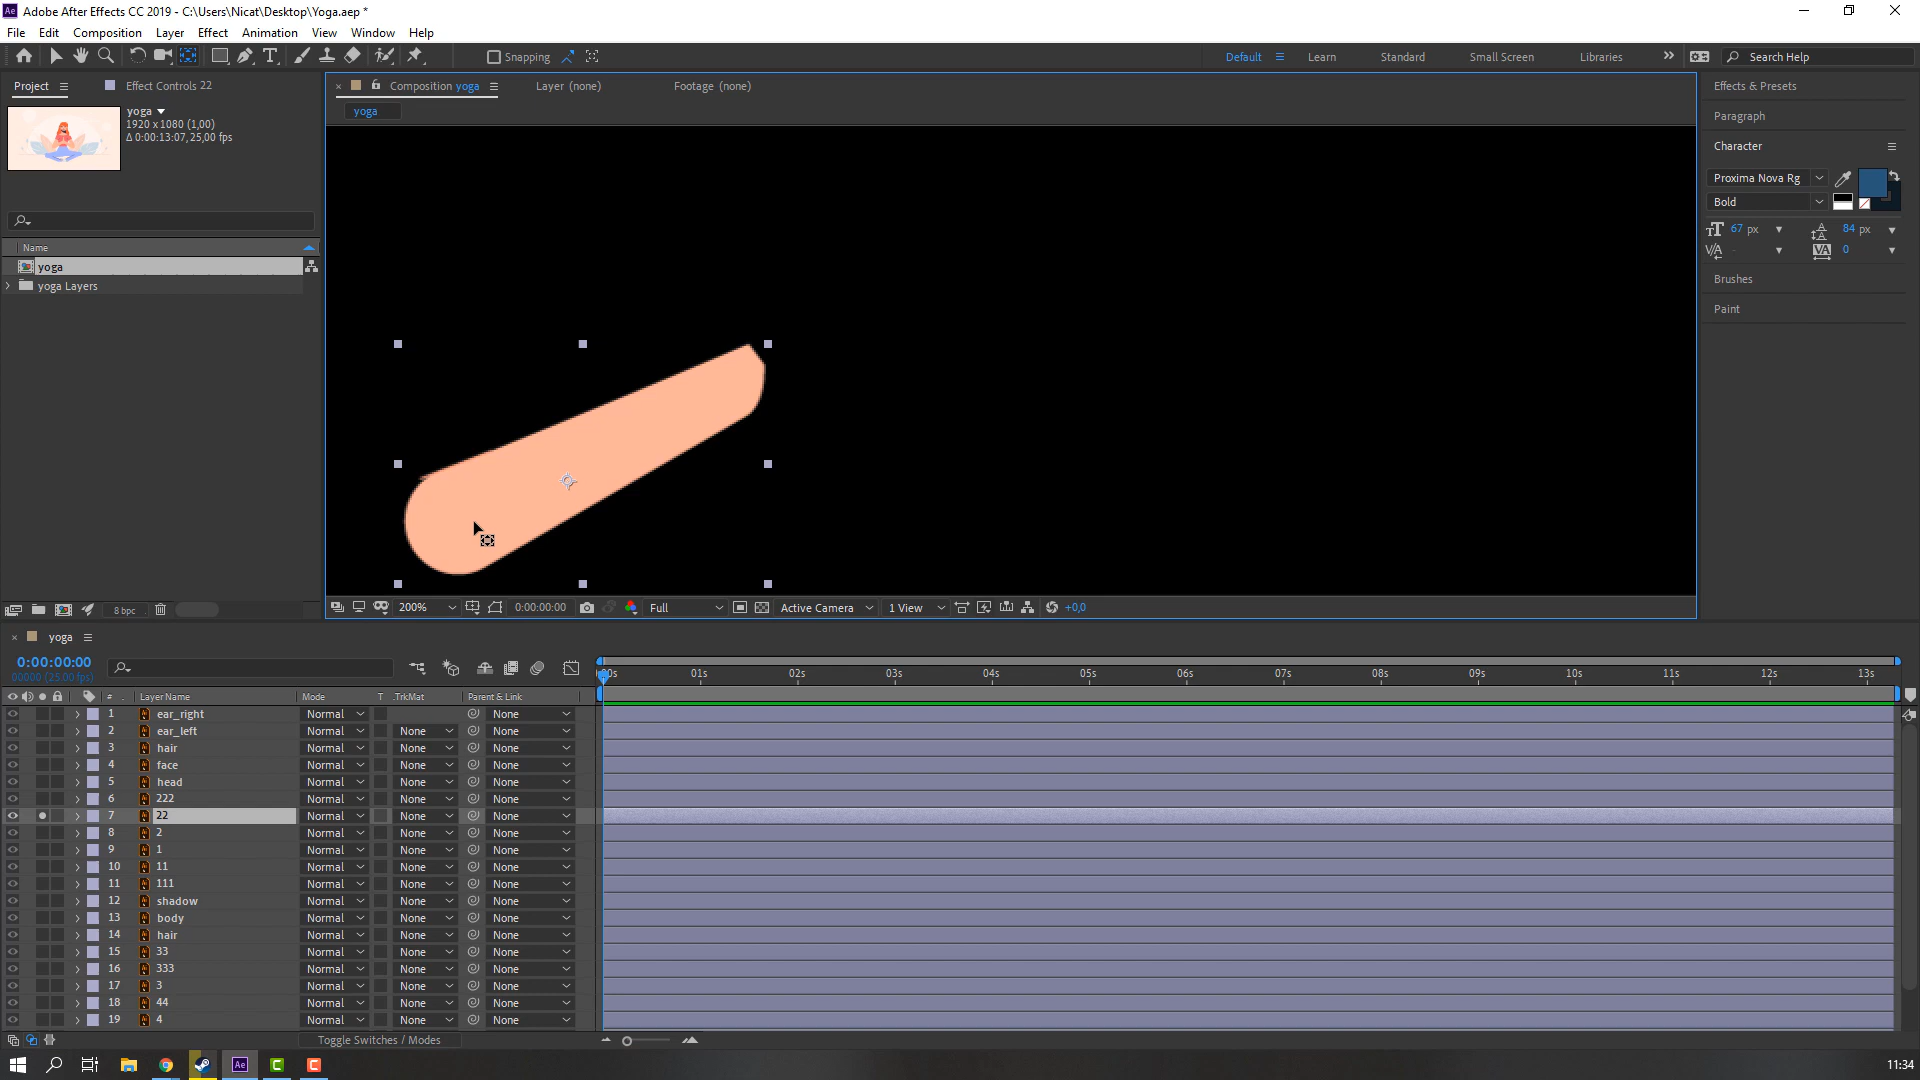 Adobe After Effects CC 2019 - C:\Users\Nicat\Desktop\Yoga.aep *
File Edit Composition Layer Effect Animation View Window Help
Snapping
Default Learn Standard Small Screen Libraries Search Help
Project Effect Controls 22
yoga
1920 x 1080 (1,00)
Δ 0:00:13:07, 25,00 fps
Name
yoga
yoga Layers
8 bpc
Composition yoga Layer (none) Footage (none)
yoga
200% 0:00:00:00 Full Active Camera 1 View +0,0
Effects & Presets
Paragraph
Character
Proxima Nova Rg
Bold
67 px 84 px
0
Brushes
Paint
yoga
0:00:00:00
00000 (25.00 fps)
# Layer Name Mode T .TrkMat Parent & Link
00s 01s 02s 03s 04s 05s 06s 07s 08s 09s 10s 11s 12s 13s
1 ear_right Normal None
2 ear_left Normal None None
3 hair Normal None None
4 face Normal None None
5 head Normal None None
6 222 Normal None None
7 22 Normal None None
8 2 Normal None None
9 1 Normal None None
10 11 Normal None None
11 111 Normal None None
12 shadow Normal None None
13 body Normal None None
14 hair Normal None None
15 33 Normal None None
16 333 Normal None None
17 3 Normal None None
18 44 Normal None None
19 4 Normal None None
Toggle Switches / Modes
11:34